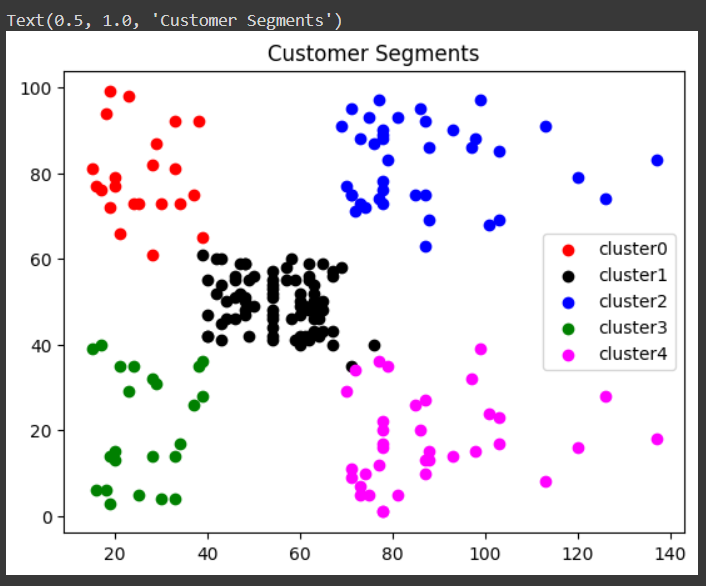 Text(0.5, 1.0, 'Customer Segments')
Customer Segments
100
80
60
40
20
0
cluster0
cluster1
cluster2
cluster3
cluster4
20 40 60 80 100 120 140